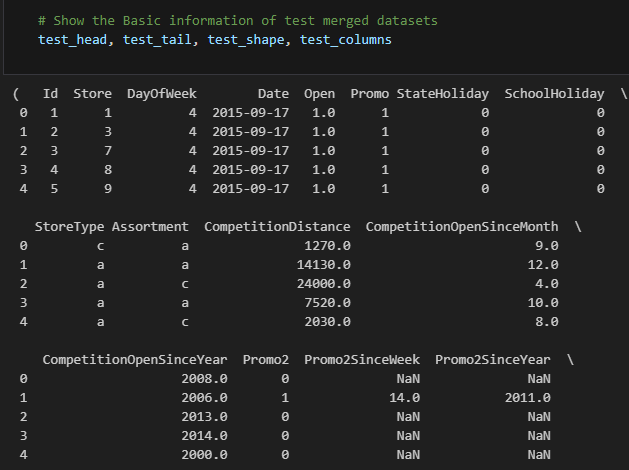 # Show the Basic information of test merged datasets
test_head, test_tail, test_shape, test_columns
(   Id  Store  DayOfWeek        Date  Open  Promo StateHoliday  SchoolHoliday  \
0   1      1          4  2015-09-17   1.0      1            0              0
1   2      3          4  2015-09-17   1.0      1            0              0
2   3      7          4  2015-09-17   1.0      1            0              0
3   4      8          4  2015-09-17   1.0      1            0              0
4   5      9          4  2015-09-17   1.0      1            0              0
StoreType Assortment  CompetitionDistance  CompetitionOpenSinceMonth  \
0         c          a               1270.0                        9.0
1         a          a              14130.0                       12.0
2         a          c              24000.0                        4.0
3         a          a               7520.0                       10.0
4         a          c               2030.0                        8.0
CompetitionOpenSinceYear  Promo2  Promo2SinceWeek  Promo2SinceYear  \
0                    2008.0       0              NaN              NaN
1                    2006.0       1             14.0           2011.0
2                    2013.0       0              NaN              NaN
3                    2014.0       0              NaN              NaN
4                    2000.0       0              NaN              NaN